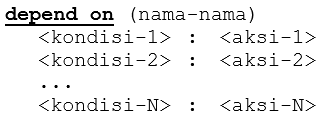 depend on (nama-nama)
<kondisi-1> : <aksi-1>
<kondisi-2> : <aksi-2>
...
<kondisi-N> : <aksi-N>